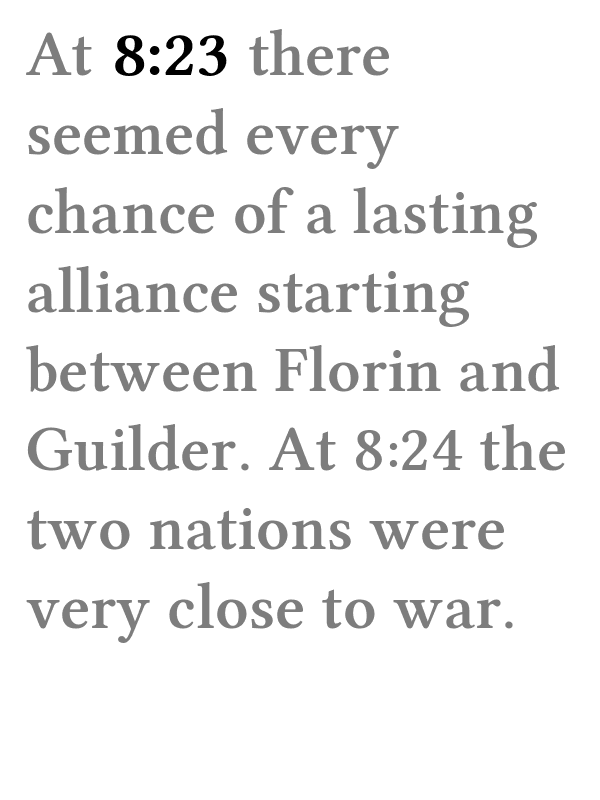 At 8:23 there
seemed every
chance of a lasting
alliance starting
between Florin and
Guilder. At 8:24 the
two nations were
very close to war.